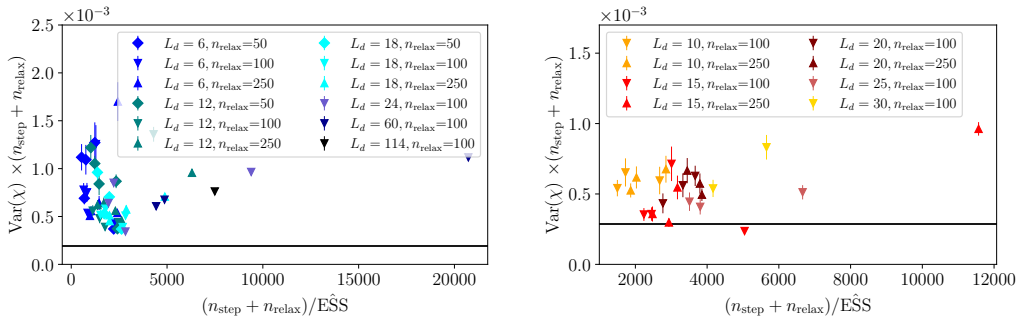 ×10⁻³
2.5
2.0
1.5
1.0
0.5
0.0
Var(χ) ×(n_step + n_relax)
L_d = 6, n_relax=50
L_d = 6, n_relax=100
L_d = 6, n_relax=250
L_d = 12, n_relax=50
L_d = 12, n_relax=100
L_d = 12, n_relax=250
L_d = 18, n_relax=50
L_d = 18, n_relax=100
L_d = 18, n_relax=250
L_d = 24, n_relax=100
L_d = 60, n_relax=100
L_d = 114, n_relax=100
0 5000 10000 15000 20000
(n_step + n_relax)/ESŜ
×10⁻³
1.5
1.0
0.5
0.0
Var(χ) ×(n_step + n_relax)
L_d = 10, n_relax=100
L_d = 10, n_relax=250
L_d = 15, n_relax=100
L_d = 15, n_relax=250
L_d = 20, n_relax=100
L_d = 20, n_relax=250
L_d = 25, n_relax=100
L_d = 30, n_relax=100
2000 4000 6000 8000 10000 12000
(n_step + n_relax)/ESŜ